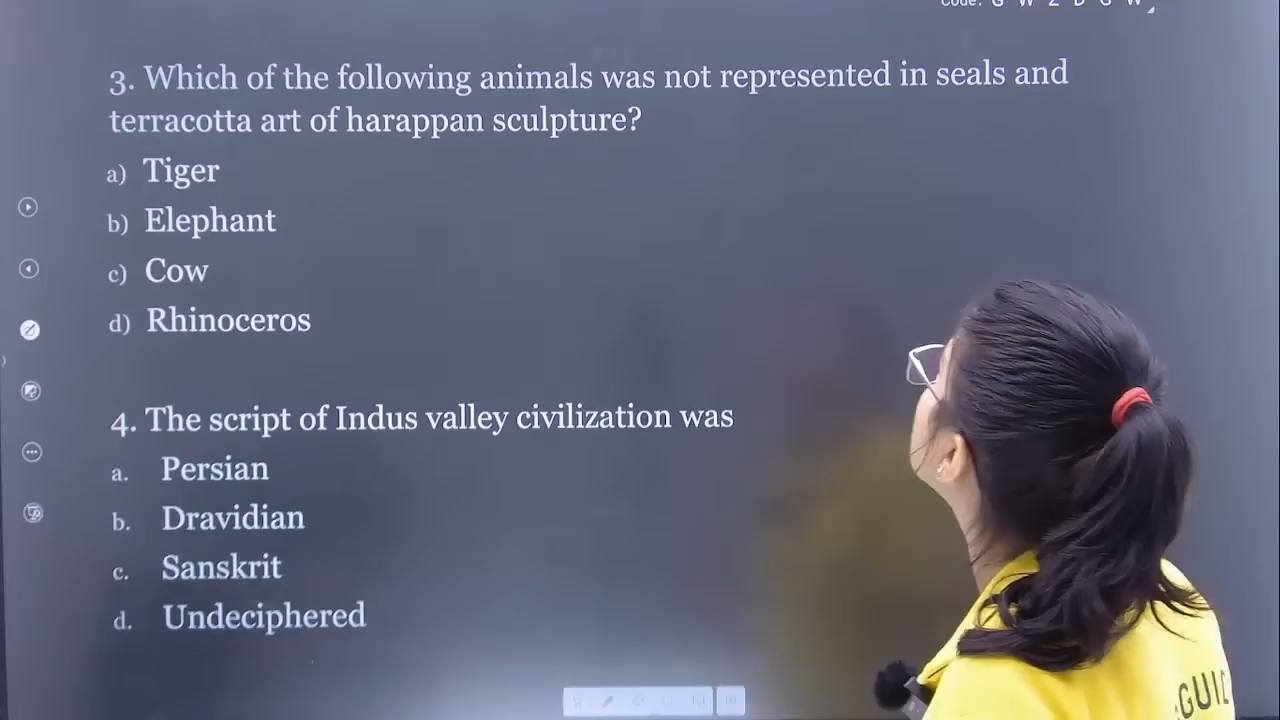 Code: G W Z D G W
3. Which of the following animals was not represented in seals and
terracotta art of harappan sculpture?
a) Tiger
b) Elephant
c) Cow
d) Rhinoceros
4. The script of Indus valley civilization was
a. Persian
b. Dravidian
c. Sanskrit
d. Undeciphered